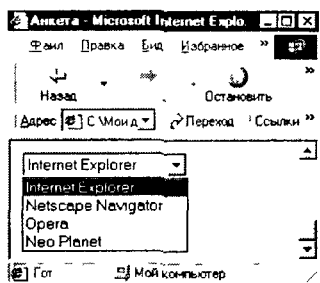 Анкета - Microsoft Internet Explo.
Файл Правка Вид Избранное »
Назад Остановить »
Адрес C:\Мои д Переход Ссылки »
Internet Explorer
Internet Explorer
Netscape Navigator
Opera
Neo Planet
Гот Мой компьютер